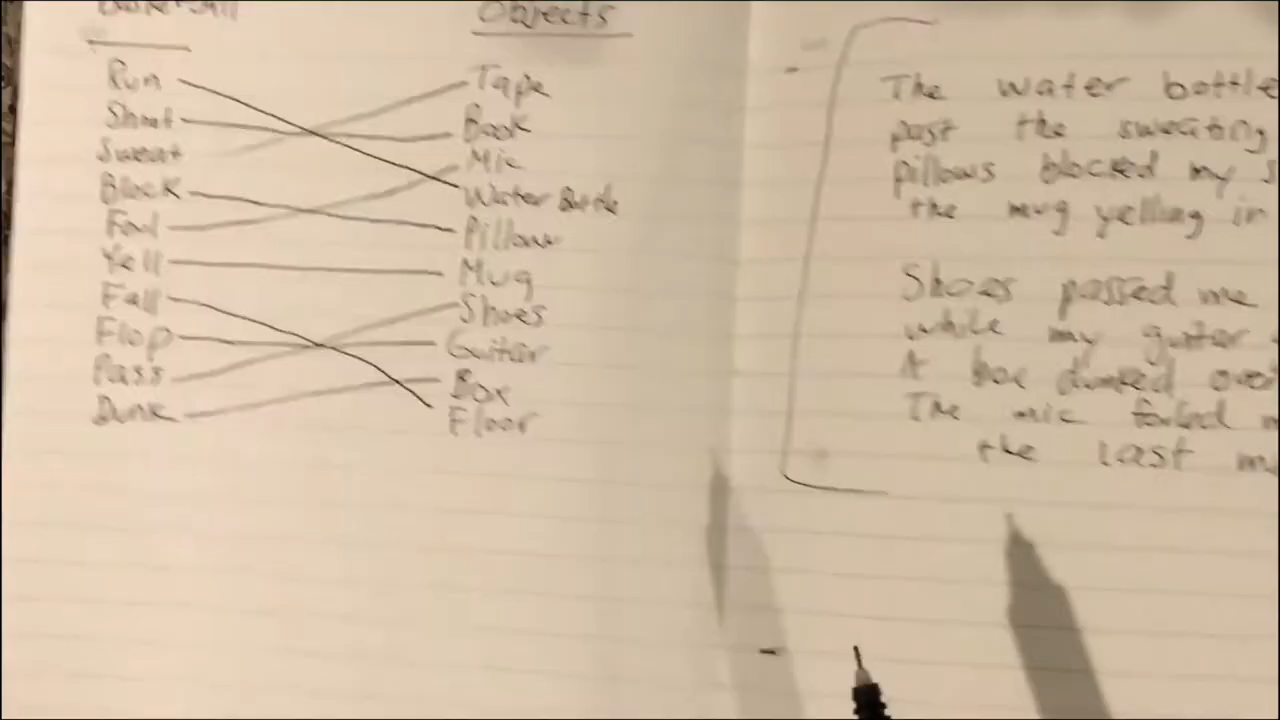 Objects
Run
Shoot
Sweat
Block
Foul
Yell
Fall
Flop
Pass
Dunk
Tape
Book
Mic
Water Bottle
Pillow
Mug
Shoes
Guitar
Box
Floor
The water bottle
past the sweating
pillows blocked my
the mug yelling in
Shoes passed me
while my guitar
A box dunked over
The mic fouled
the last